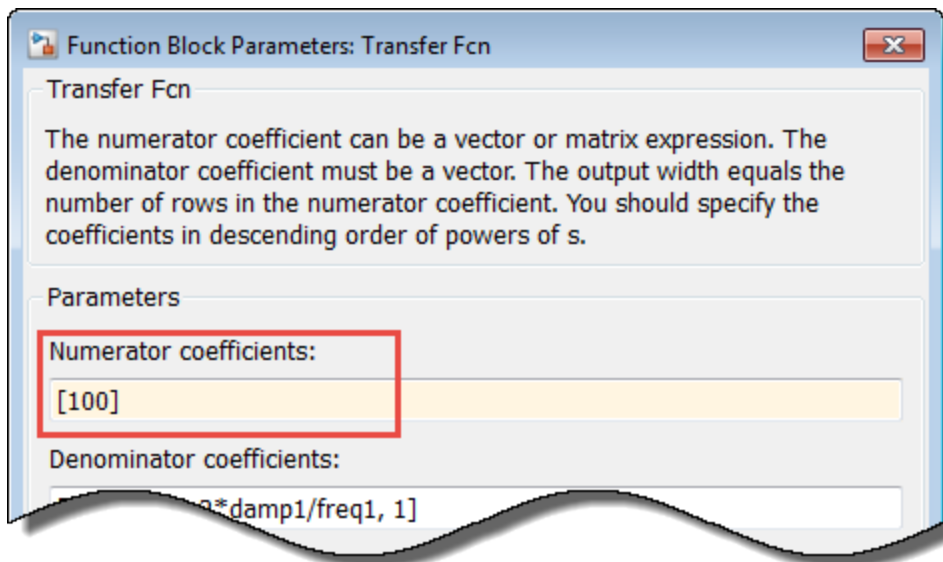 Function Block Parameters: Transfer Fcn
Transfer Fcn
The numerator coefficient can be a vector or matrix expression. The
denominator coefficient must be a vector. The output width equals the
number of rows in the numerator coefficient. You should specify the
coefficients in descending order of powers of s.
Parameters
Numerator coefficients:
[100]
Denominator coefficients:
*damp1/freq1, 1]